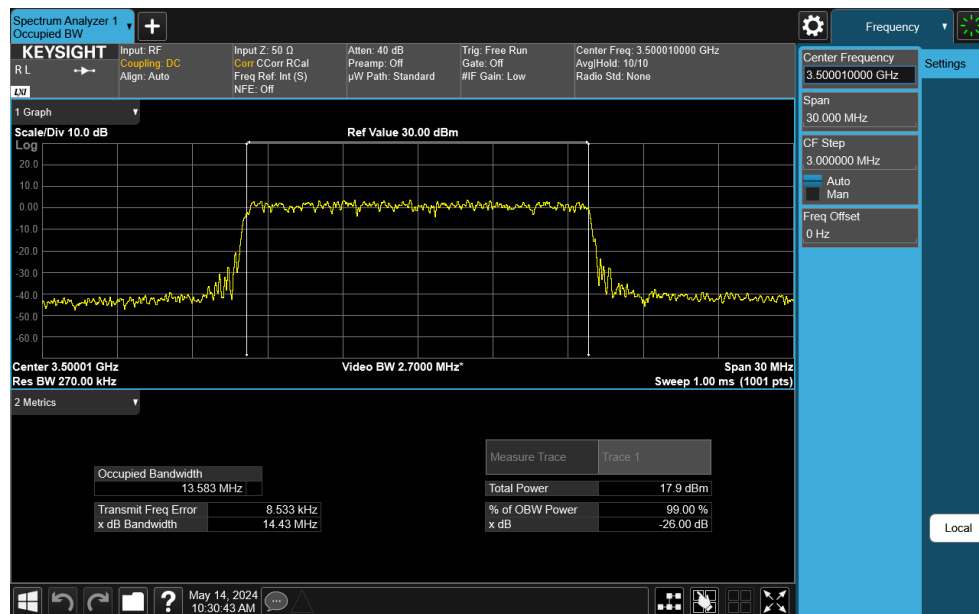 Spectrum Analyzer 1
Occupied BW
+
Frequency
KEYSIGHT
R L
LXI
Input: RF
Coupling: DC
Align: Auto
Input Z: 50 Ω
Corr CCorr RCal
Freq Ref: Int (S)
NFE: Off
Atten: 40 dB
Preamp: Off
µW Path: Standard
Trig: Free Run
Gate: Off
#IF Gain: Low
Center Freq: 3.500010000 GHz
Avg|Hold: 10/10
Radio Std: None
Center Frequency
3.500010000 GHz
Settings
Span
30.000 MHz
CF Step
3.000000 MHz
Auto
Man
Freq Offset
0 Hz
1 Graph
Scale/Div 10.0 dB
Ref Value 30.00 dBm
Log
20.0
10.0
0.00
-10.0
-20.0
-30.0
-40.0
-50.0
-60.0
Center 3.50001 GHz
Video BW 2.7000 MHz*
Span 30 MHz
Res BW 270.00 kHz
Sweep 1.00 ms (1001 pts)
2 Metrics
Measure Trace Trace 1
Occupied Bandwidth
13.583 MHz
Total Power 17.9 dBm
Transmit Freq Error 8.533 kHz
% of OBW Power 99.00 %
x dB Bandwidth 14.43 MHz
x dB -26.00 dB
Local
?
May 14, 2024
10:30:43 AM